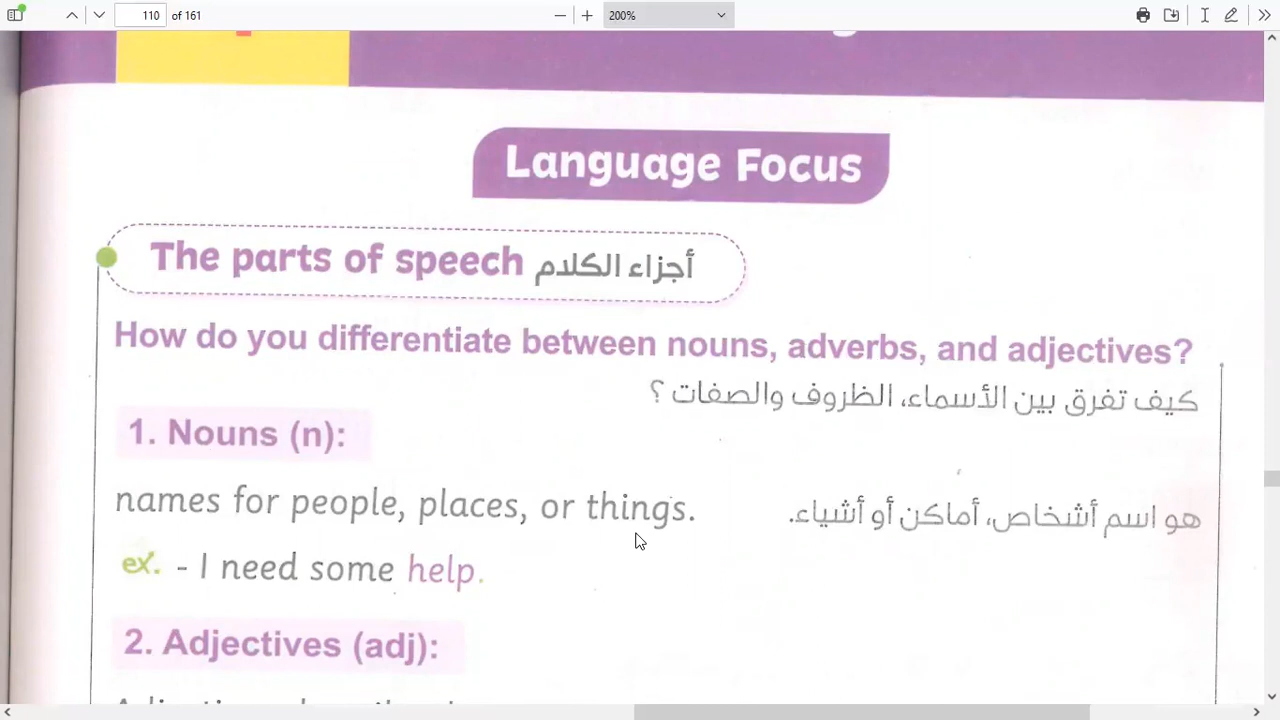 110 of 161
200%
Language Focus
The parts of speech أجزاء الكلام
How do you differentiate between nouns, adverbs, and adjectives?
كيف تفرق بين الأسماء، الظروف والصفات ؟
1. Nouns (n):
names for people, places, or things.
هو اسم أشخاص، أماكن أو أشياء.
ex. - I need some help.
2. Adjectives (adj):